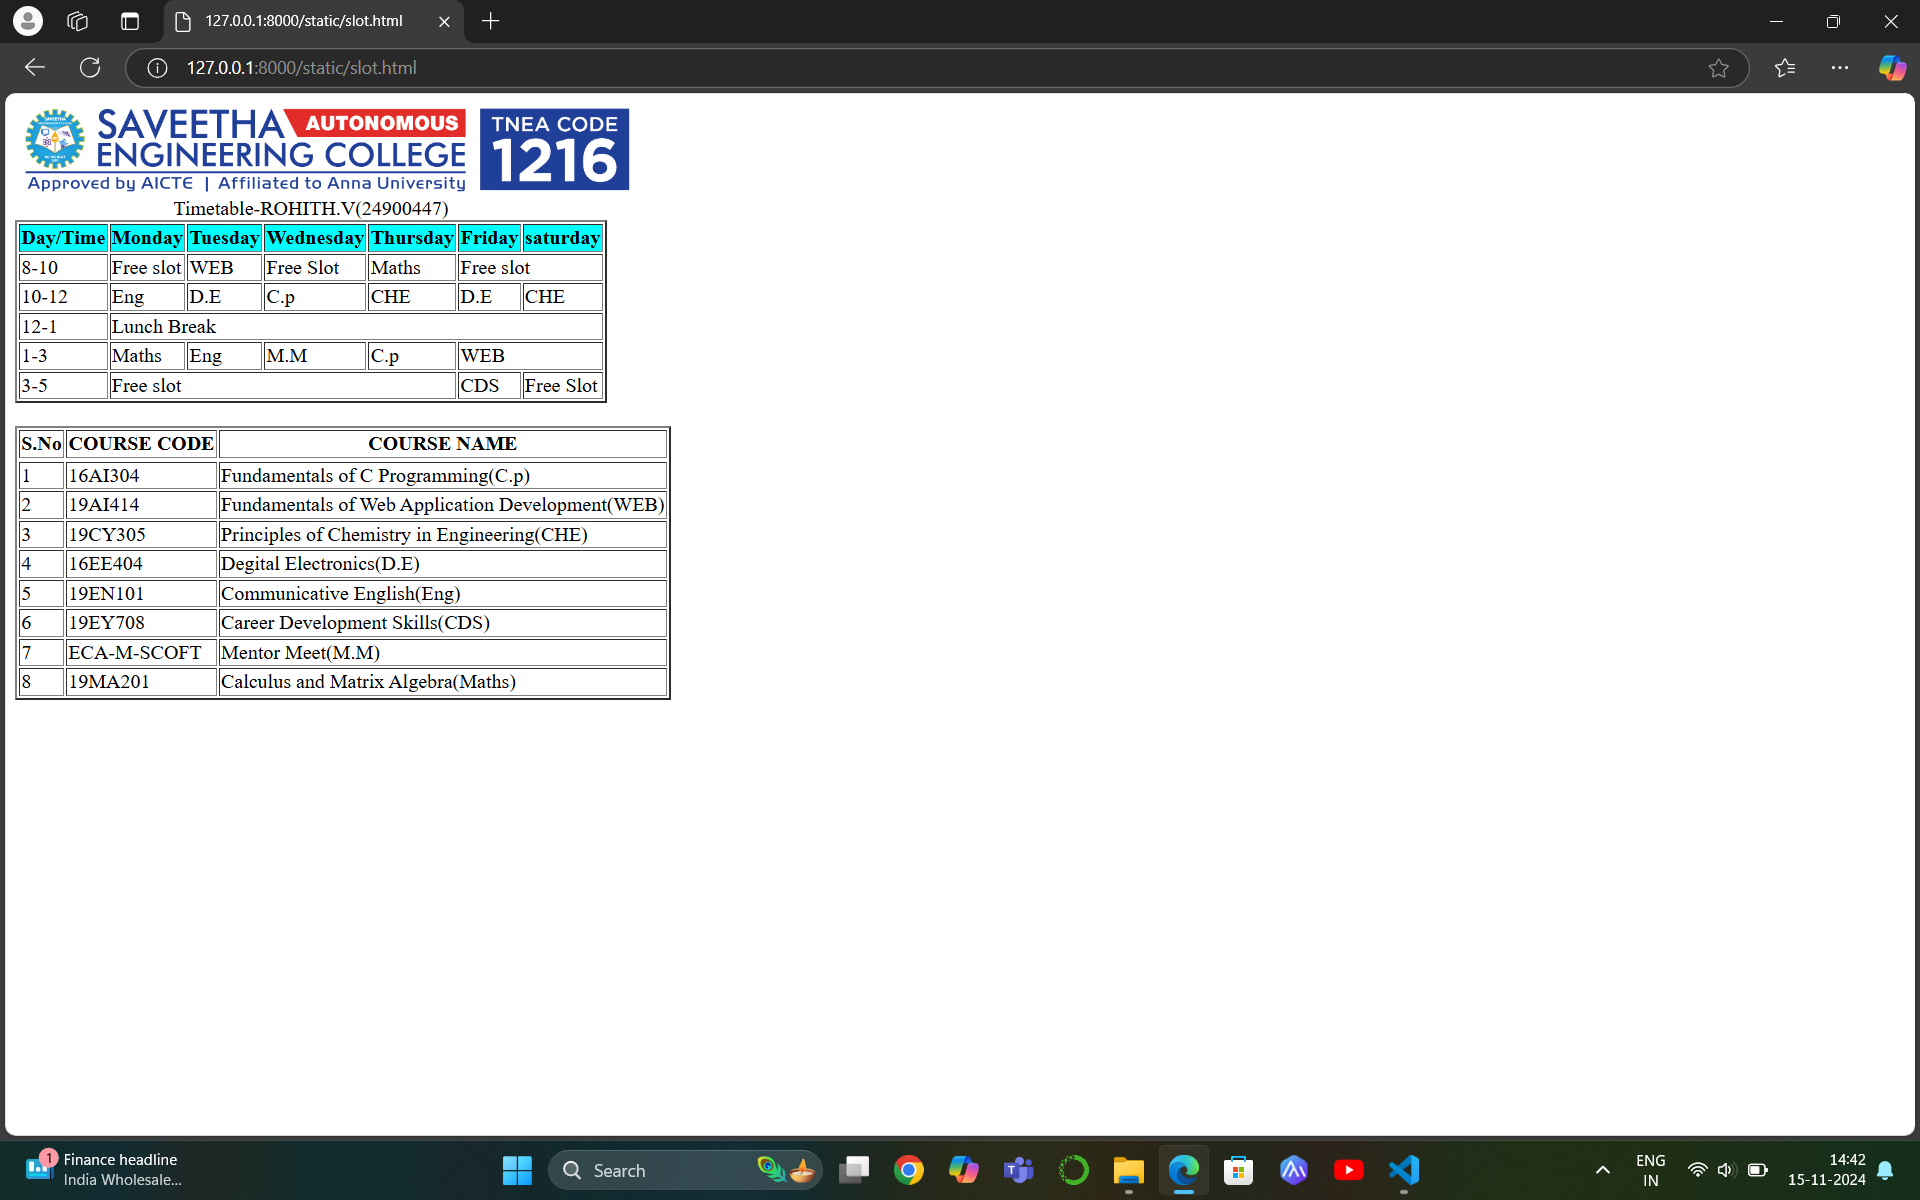 127.0.0.1:8000/static/slot.html
127.0.0.1:8000/static/slot.html
SAVEETHA AUTONOMOUS
ENGINEERING COLLEGE
Approved by AICTE | Affiliated to Anna University
TNEA CODE
1216
Timetable-ROHITH.V(24900447)
Day/Time Monday Tuesday Wednesday Thursday Friday saturday
8-10 Free slot WEB Free Slot Maths Free slot
10-12 Eng D.E C.p CHE D.E CHE
12-1 Lunch Break
1-3 Maths Eng M.M C.p WEB
3-5 Free slot CDS Free Slot
S.No COURSE CODE COURSE NAME
1 16AI304 Fundamentals of C Programming(C.p)
2 19AI414 Fundamentals of Web Application Development(WEB)
3 19CY305 Principles of Chemistry in Engineering(CHE)
4 16EE404 Degital Electronics(D.E)
5 19EN101 Communicative English(Eng)
6 19EY708 Career Development Skills(CDS)
7 ECA-M-SCOFT Mentor Meet(M.M)
8 19MA201 Calculus and Matrix Algebra(Maths)
1
Finance headline
India Wholesale...
Search
ENG
IN
14:42
15-11-2024